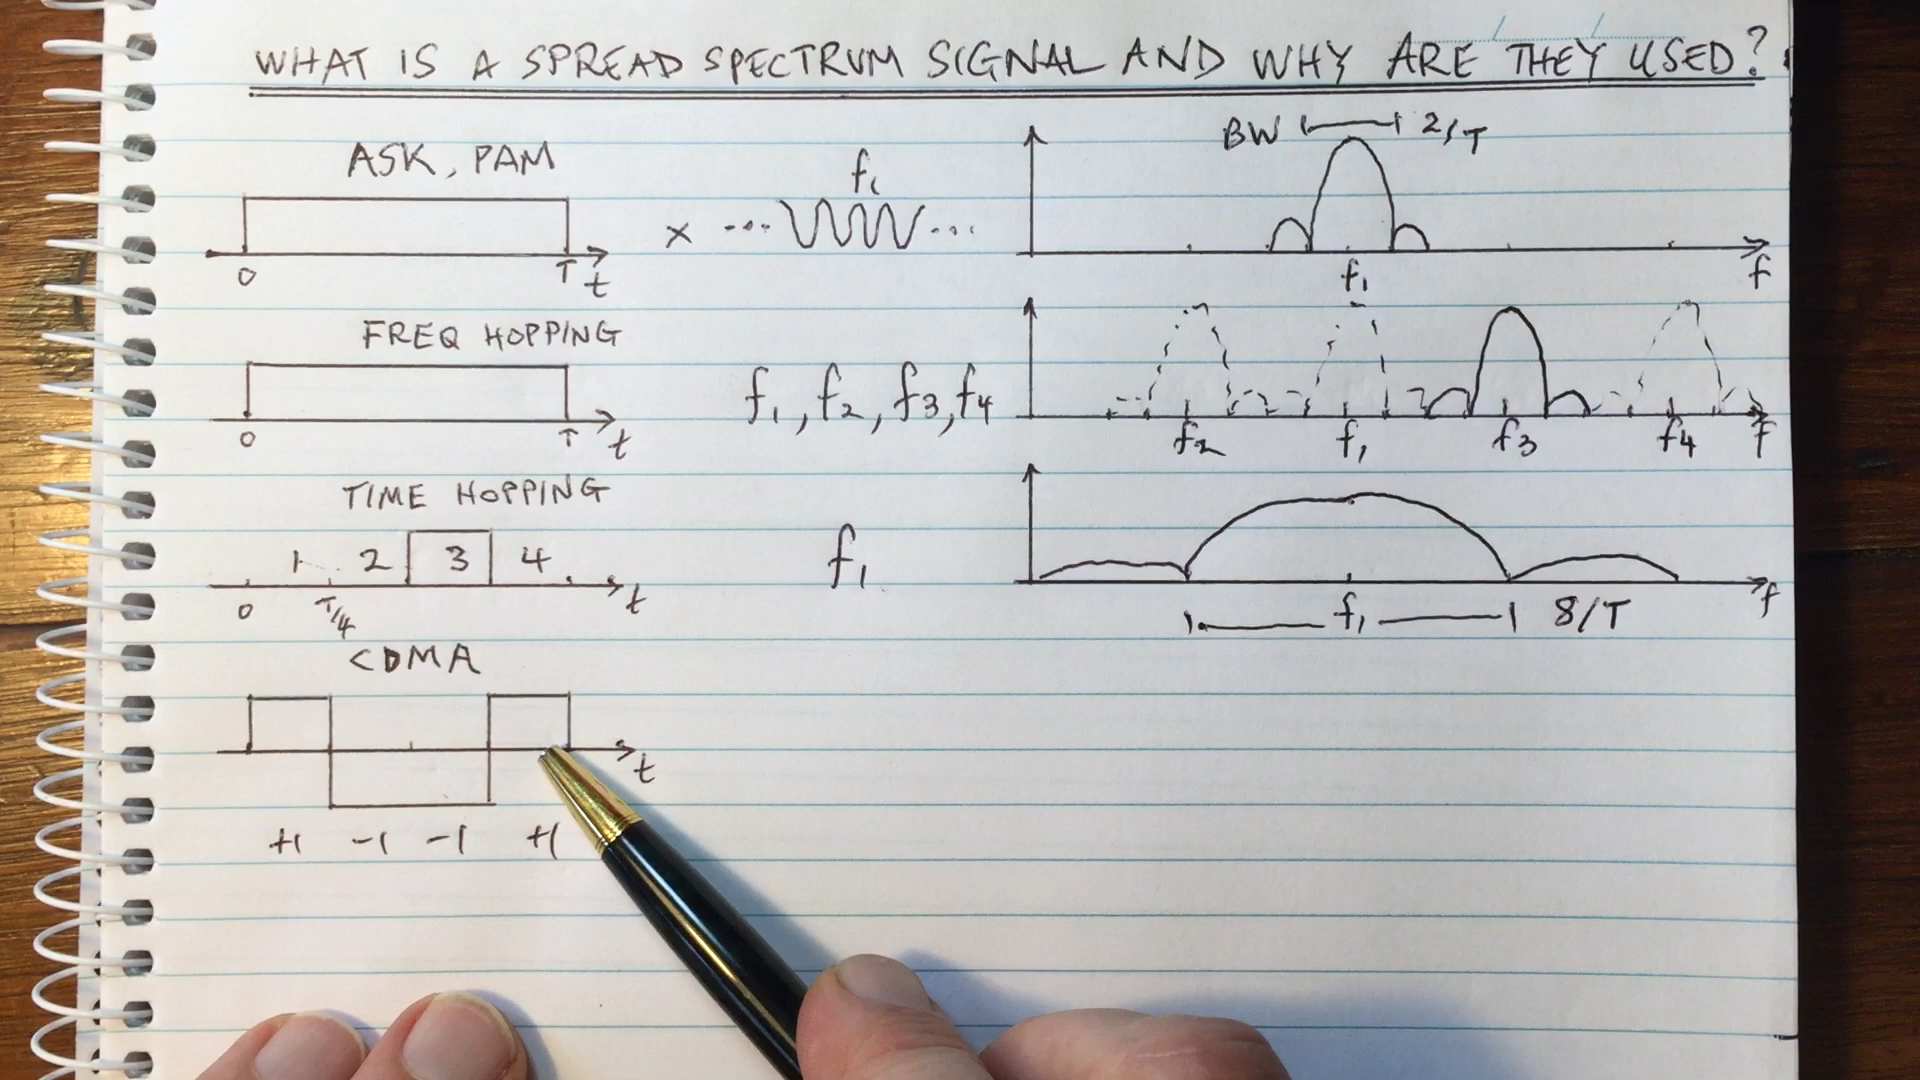 WHAT IS A SPREAD SPECTRUM SIGNAL AND WHY ARE THEY USED?
ASK, PAM
0 T t
x ... f1 ...
BW 2/T
f1 f
FREQ HOPPING
0 T t
f1, f2, f3, f4
f2 f1 f3 f4 f
TIME HOPPING
1 2 3 4
0 T/4 t
f1
f1 8/T f
CDMA
t
+1 -1 -1 +1